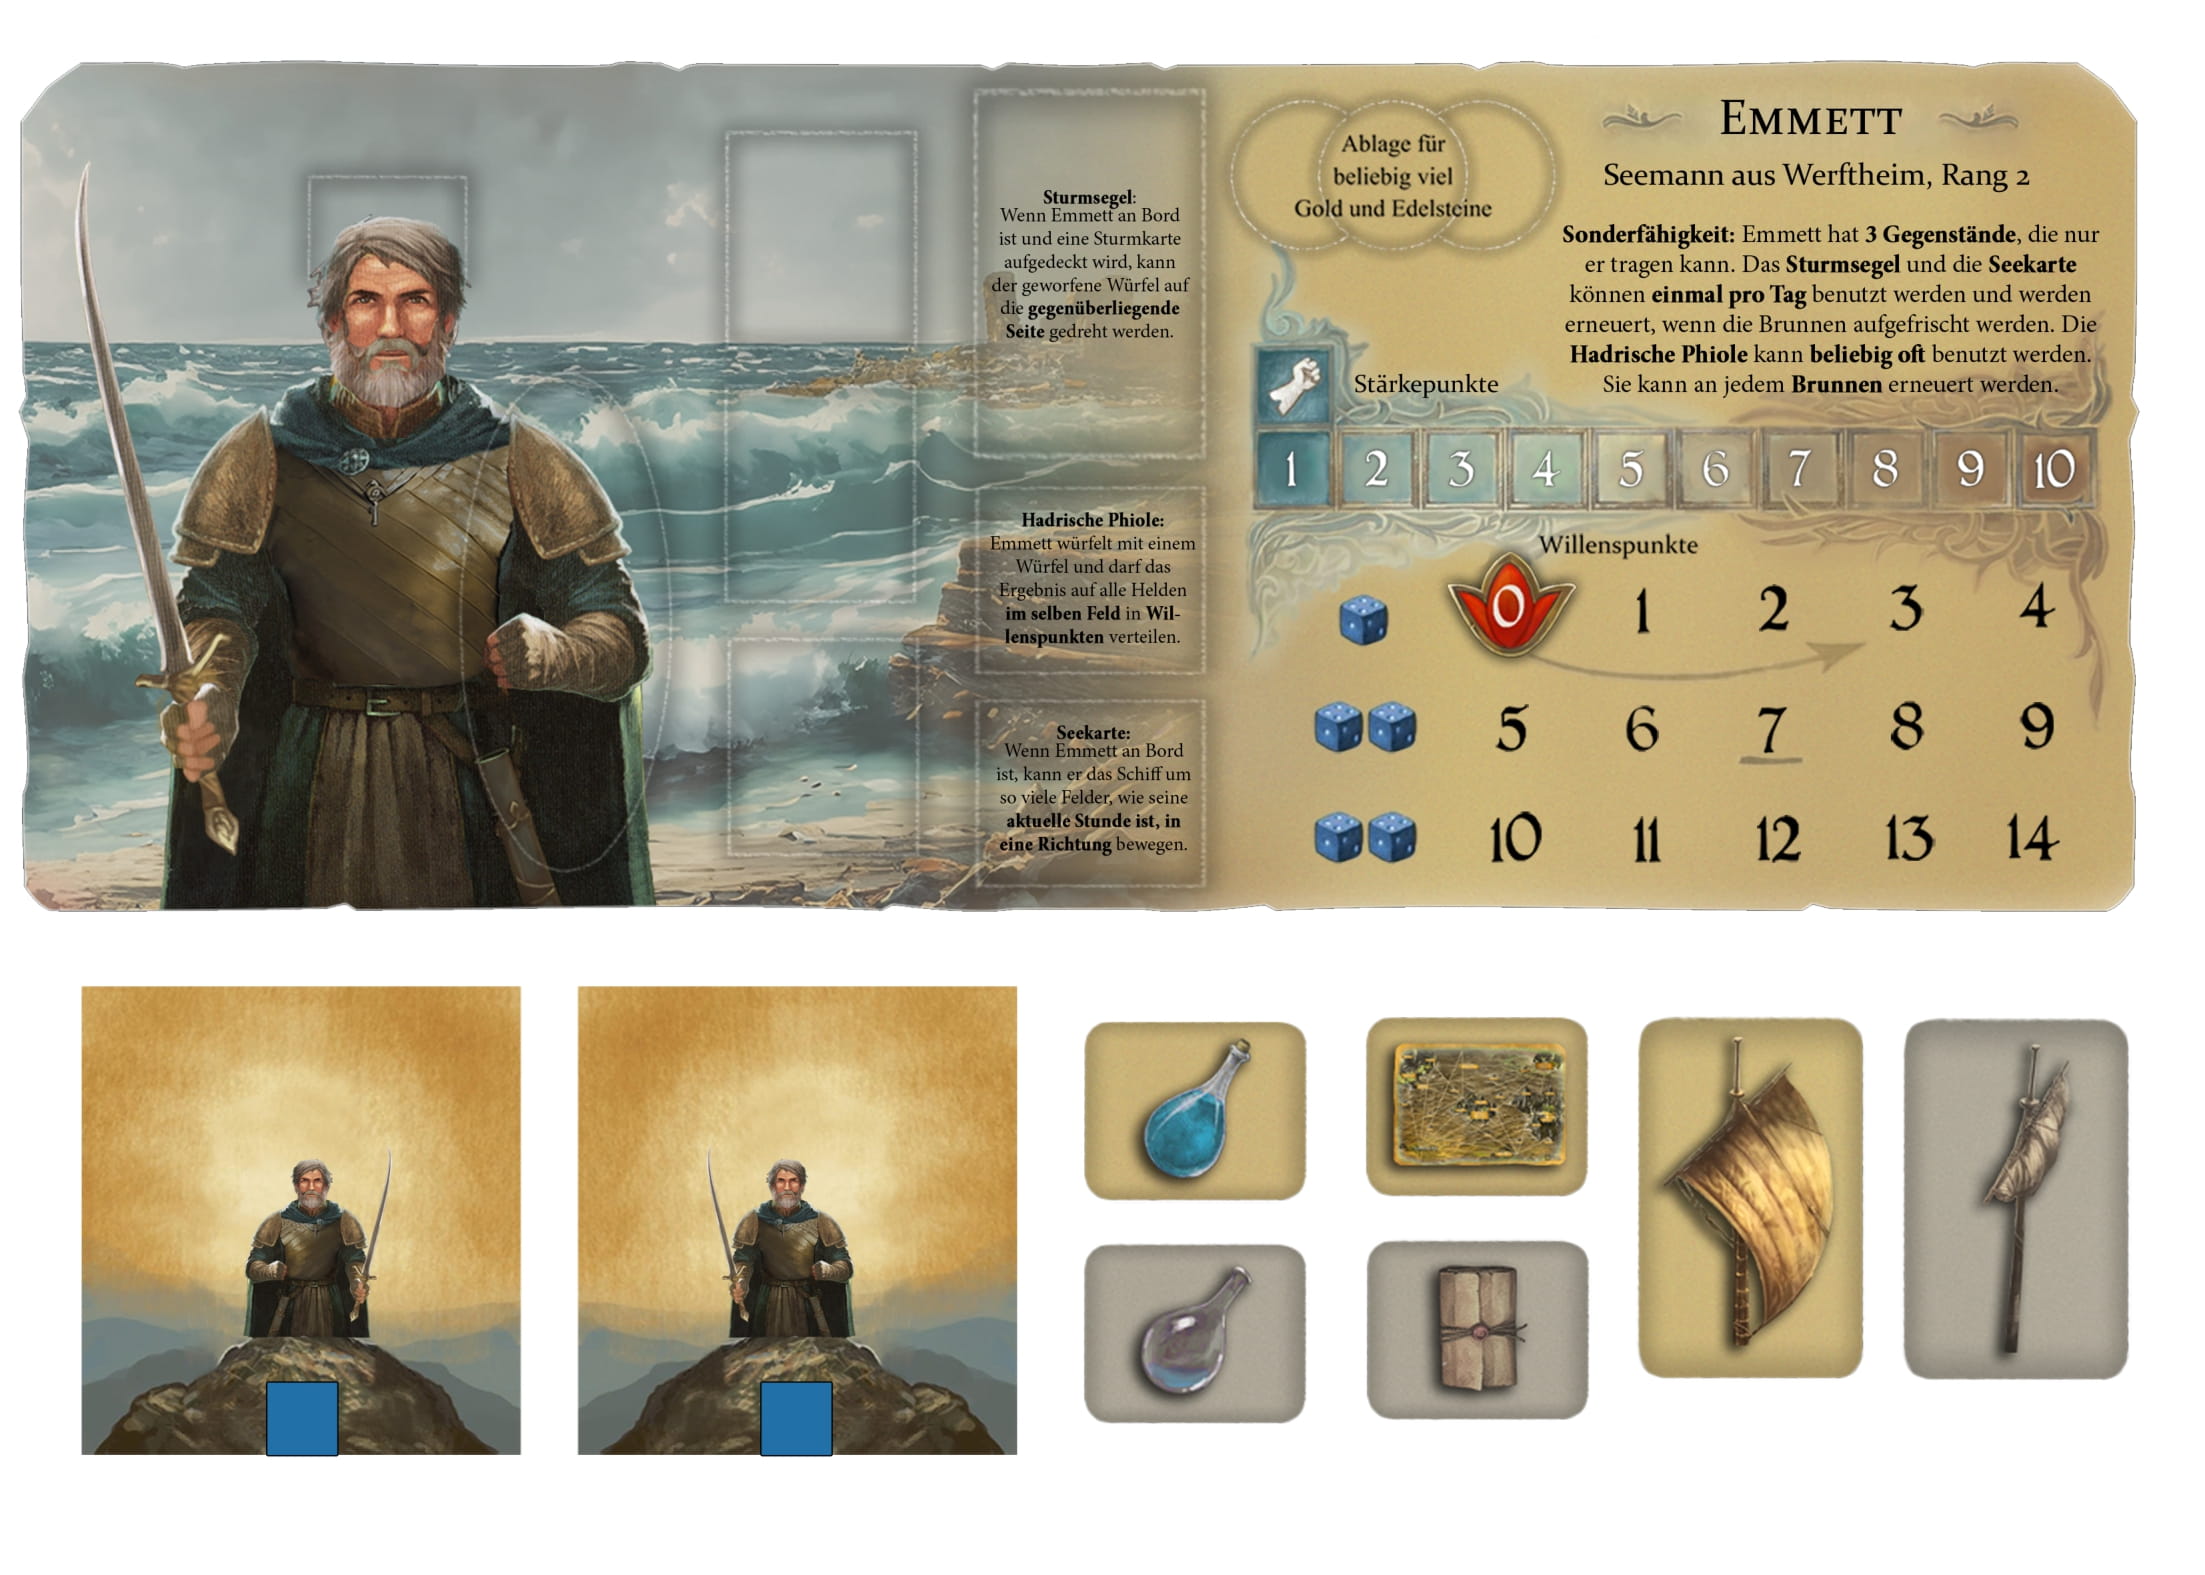 Sturmsegel:
Wenn Emmett an Bord
ist und eine Sturmkarte
aufgedeckt wird, kann
der geworfene Würfel auf
die gegenüberliegende
Seite gedreht werden.
Hadrische Phiole:
Emmett würfelt mit einem
Würfel und darf das
Ergebnis auf alle Helden
im selben Feld in Wil-
lenspunkten verteilen.
Seekarte:
Wenn Emmett an Bord
ist, kann er das Schiff um
so viele Felder, wie seine
aktuelle Stunde ist, in
eine Richtung bewegen.
Ablage für
beliebig viel
Gold und Edelsteine
Emmett
Seemann aus Werftheim, Rang 2
Sonderfähigkeit: Emmett hat 3 Gegenstände, die nur
er tragen kann. Das Sturmsegel und die Seekarte
können einmal pro Tag benutzt werden und werden
erneuert, wenn die Brunnen aufgefrischt werden. Die
Hadrische Phiole kann beliebig oft benutzt werden.
Sie kann an jedem Brunnen erneuert werden.
Stärkepunkte
1 2 3 4 5 6 7 8 9 10
Willenspunkte
0 1 2 3 4
5 6 7 8 9
10 11 12 13 14